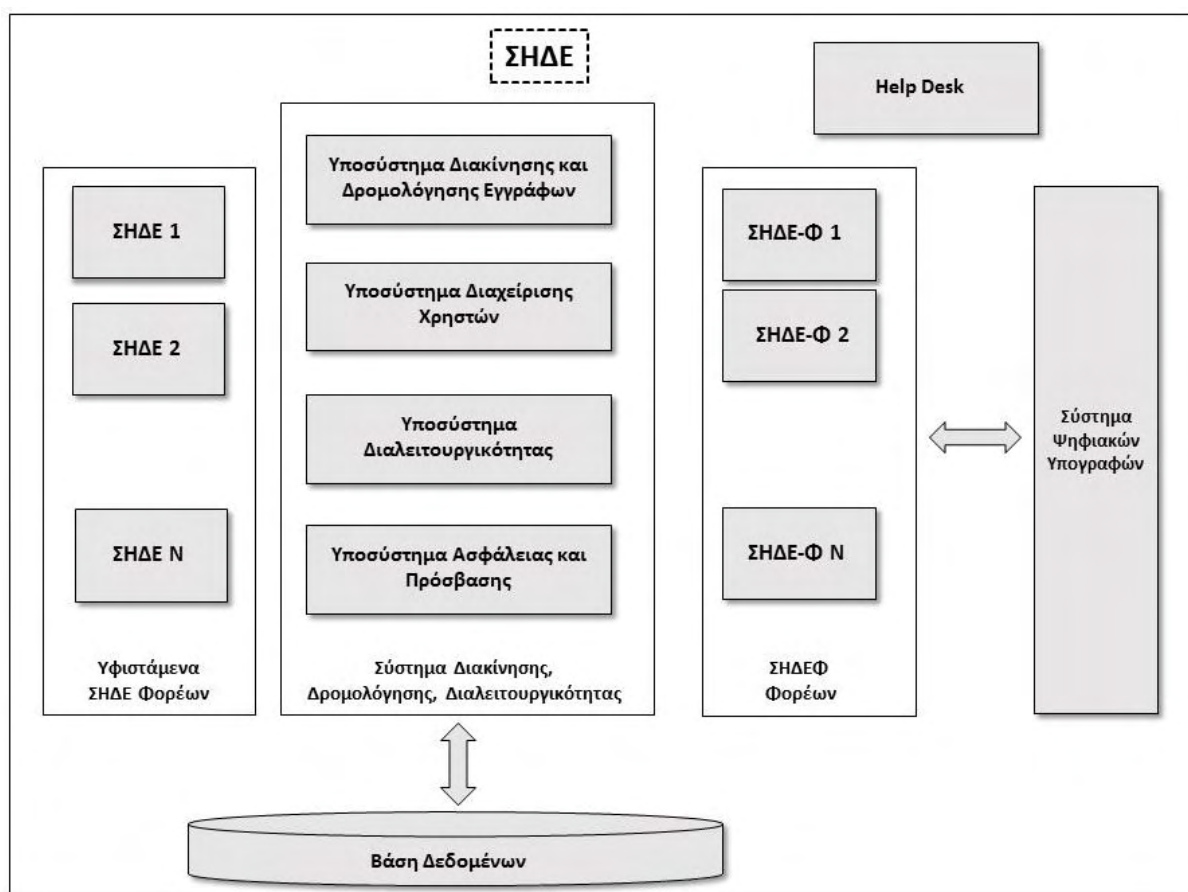 ΣΗΔΕ
Help Desk
ΣΗΔΕ 1
ΣΗΔΕ 2
ΣΗΔΕ Ν
Υφιστάμενα
ΣΗΔΕ Φορέων
Υποσύστημα Διακίνησης και
Δρομολόγησης Εγγράφων
Υποσύστημα Διαχείρισης
Χρηστών
Υποσύστημα
Διαλειτουργικότητας
Υποσύστημα Ασφάλειας και
Πρόσβασης
Σύστημα Διακίνησης,
Δρομολόγησης, Διαλειτουργικότητας
ΣΗΔΕ-Φ 1
ΣΗΔΕ-Φ 2
ΣΗΔΕ-Φ Ν
ΣΗΔΕΦ
Φορέων
Σύστημα
Ψηφιακών
Υπογραφών
Βάση Δεδομένων